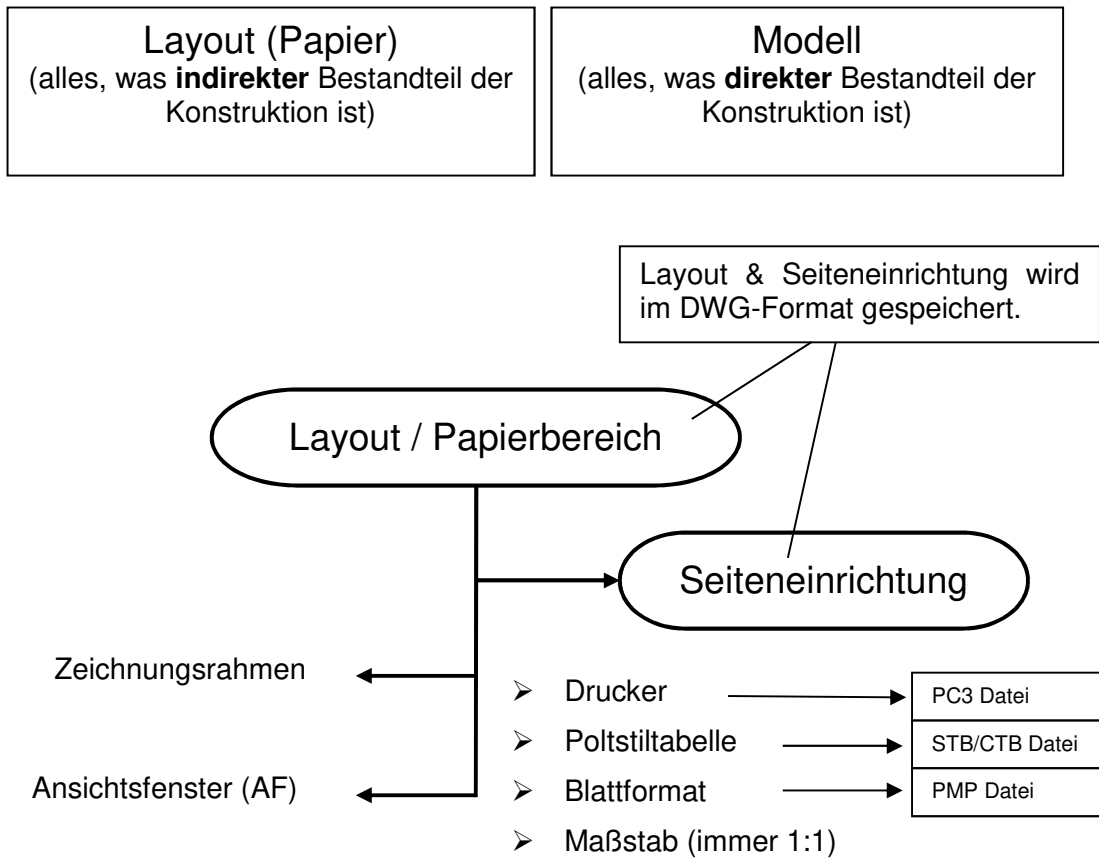 Layout (Papier)
(alles, was indirekter Bestandteil der
Konstruktion ist)
Modell
(alles, was direkter Bestandteil der
Konstruktion ist)
Layout & Seiteneinrichtung wird
im DWG-Format gespeichert.
Layout / Papierbereich
Seiteneinrichtung
Zeichnungsrahmen
Ansichtsfenster (AF)
➢ Drucker
PC3 Datei
➢ Poltstiltabelle
STB/CTB Datei
➢ Blattformat
PMP Datei
➢ Maßstab (immer 1:1)